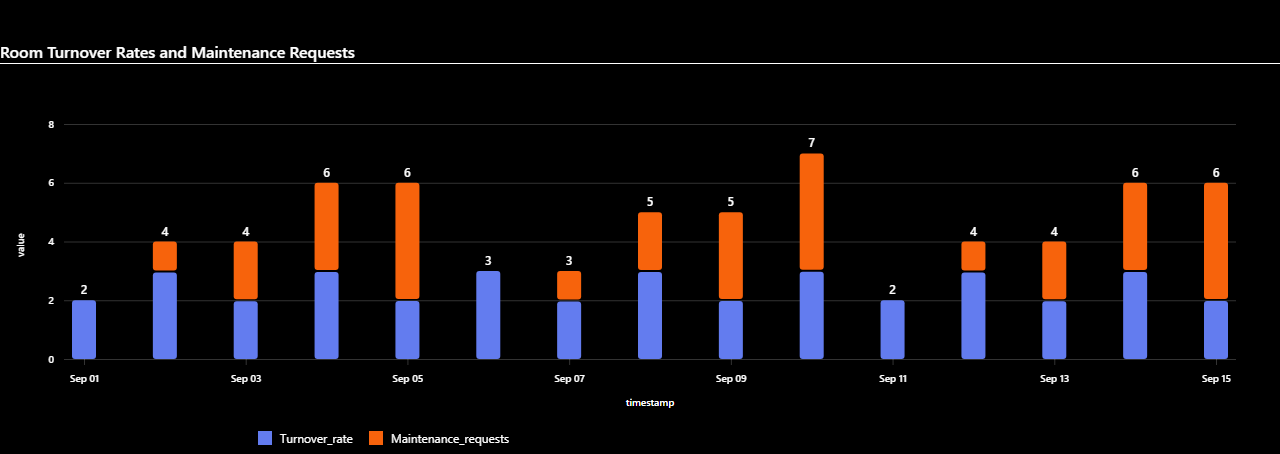 Room Turnover Rates and Maintenance Requests
8
6
4
2
0
value
2
4
4
6
6
3
3
5
5
7
2
4
4
6
6
Sep 01
Sep 03
Sep 05
Sep 07
Sep 09
Sep 11
Sep 13
Sep 15
timestamp
Turnover_rate
Maintenance_requests